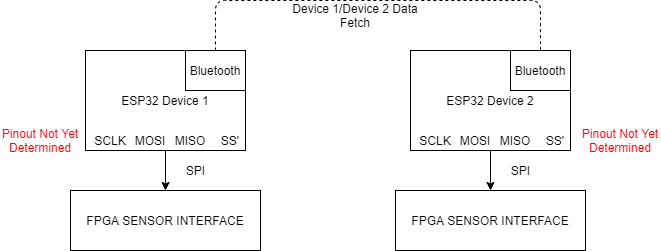 Device 1/Device 2 Data
Fetch
Bluetooth
Bluetooth
ESP32 Device 1
ESP32 Device 2
Pinout Not Yet
Determined
SCLK MOSI MISO SS'
SCLK MOSI MISO SS'
Pinout Not Yet
Determined
SPI
SPI
FPGA SENSOR INTERFACE
FPGA SENSOR INTERFACE